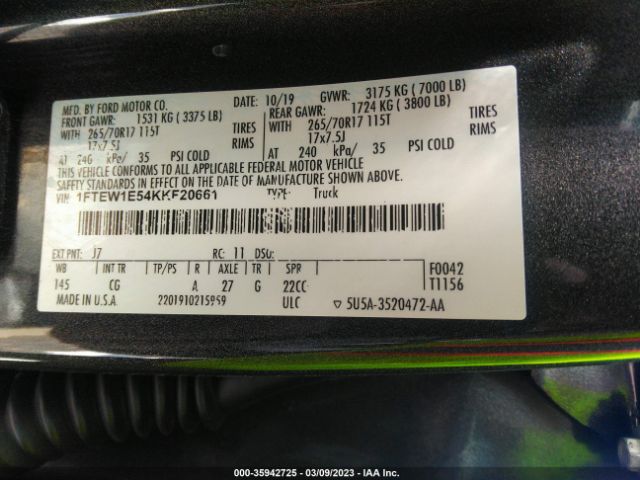 MFD. BY FORD MOTOR CO. DATE: 10/19 GVWR: 3175 KG ( 7000 LB)
FRONT GAWR: 1531 KG ( 3375 LB) REAR GAWR: 1724 KG ( 3800 LB)
WITH 265/70R17 115T TIRES WITH 265/70R17 115T TIRES
17x7.5J RIMS 17x7.5J RIMS
AT 240 kPa/ 35 PSI COLD AT 240 kPa/ 35 PSI COLD
THIS VEHICLE CONFORMS TO ALL APPLICABLE FEDERAL MOTOR VEHICLE
SAFETY STANDARDS IN EFFECT ON THE DATE OF MANUFACTURE SHOWN ABOVE.
VIN: 1FTEW1E54KKF20661 TYPE: Truck
EXT PNT: J7 RC: 11 DSO:
WB INT TR TP/PS R AXLE TR SPR F0042
145 CG A 27 G 22CC T1156
MADE IN U.S.A. 2201910215959 ULC ▽ 5U5A-3520472-AA
000-35942725 - 03/09/2023 - IAA Inc.